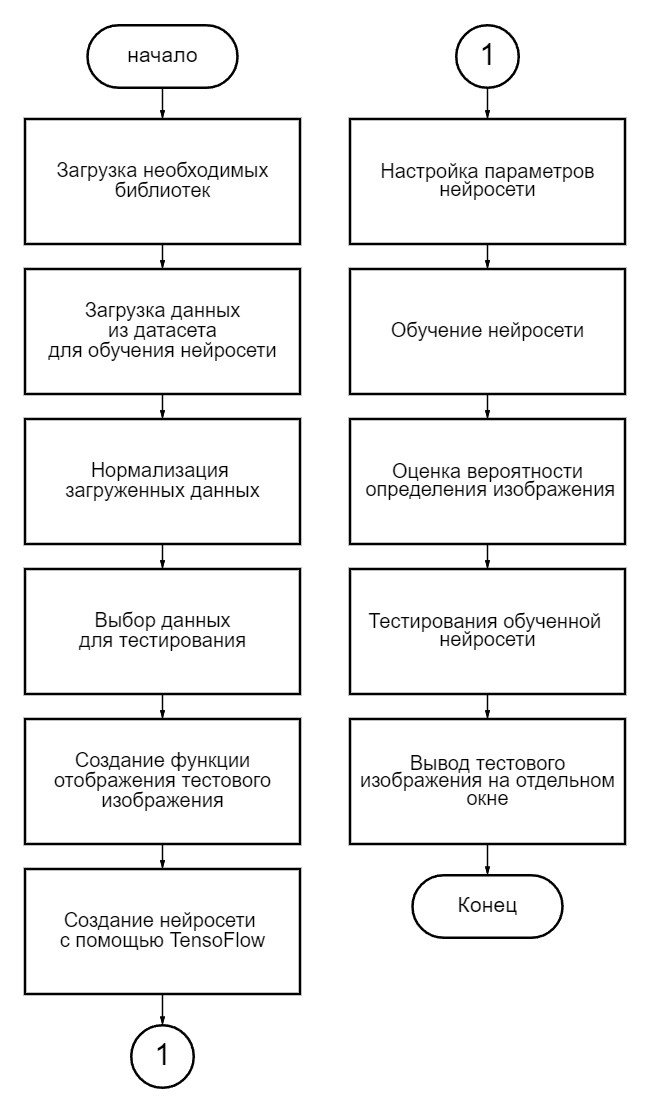 начало
Загрузка необходимых
библиотек
Загрузка данных
из датасета
для обучения нейросети
Нормализация
загруженных данных
Выбор данных
для тестирования
Создание функции
отображения тестового
изображения
Создание нейросети
с помощью TensoFlow
1
1
Настройка параметров
нейросети
Обучение нейросети
Оценка вероятности
определения изображения
Тестирования обученной
нейросети
Вывод тестового
изображения на отдельном
окне
Конец